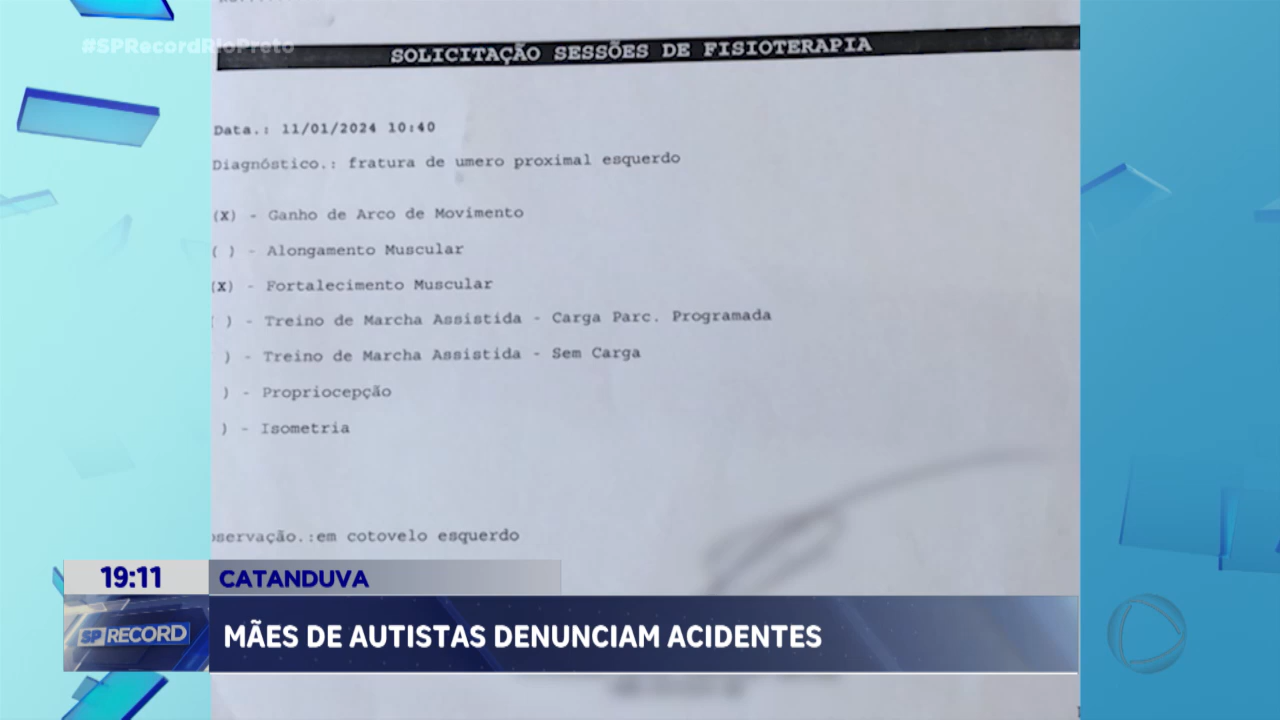 #SPRecordRioPreto
SOLICITAÇÃO SESSÕES DE FISIOTERAPIA
Data.: 11/01/2024 10:40
Diagnóstico.: fratura de umero proximal esquerdo
(X) - Ganho de Arco de Movimento
( ) - Alongamento Muscular
(X) - Fortalecimento Muscular
( ) - Treino de Marcha Assistida - Carga Parc. Programada
) - Treino de Marcha Assistida - Sem Carga
) - Propriocepção
) - Isometria
servação.:em cotovelo esquerdo
19:11
CATANDUVA
SP RECORD
MÃES DE AUTISTAS DENUNCIAM ACIDENTES